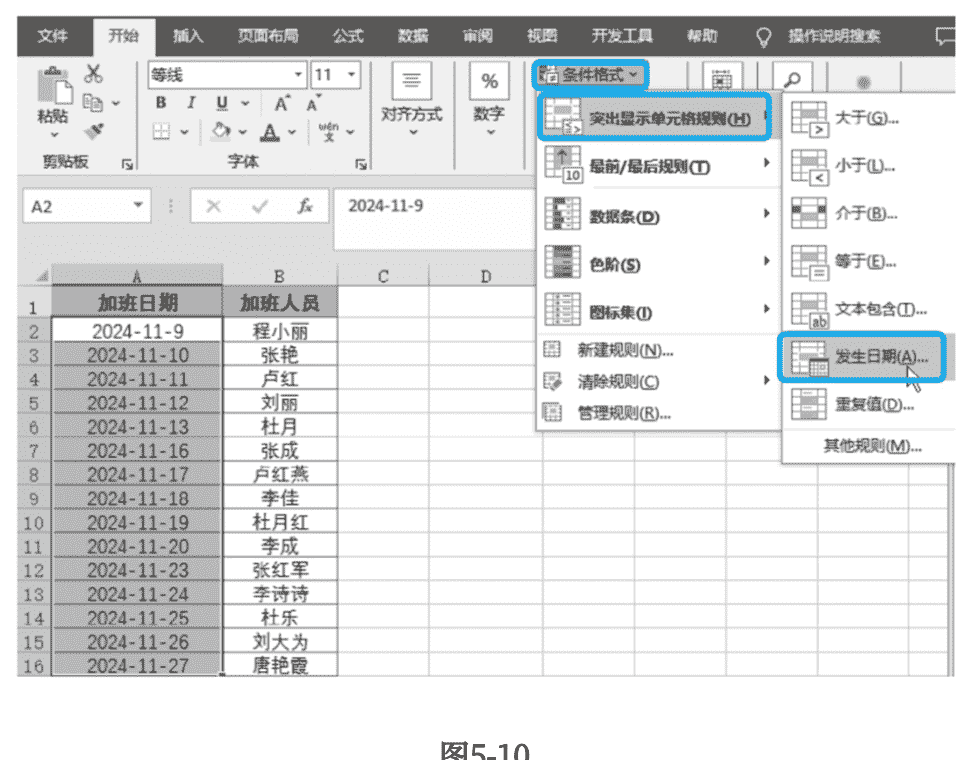 文件 开始 插入 页面布局 公式 数据 审阅 视图 开发工具 帮助 操作说明搜索
等线 11
条件格式
粘贴
B I U A A
A wén 文
对齐方式
%
数字
剪贴板 字体
突出显示单元格规则(H)
最前/最后规则(T)
数据条(D)
色阶(S)
图标集(I)
新建规则(N)...
清除规则(C)
管理规则(R)...
大于(G)...
小于(L)...
介于(B)...
等于(E)...
文本包含(T)...
发生日期(A)...
重复值(D)...
其他规则(M)...
A2 fx 2024-11-9
A B C D
1 加班日期 加班人员
2 2024-11-9 程小丽
3 2024-11-10 张艳
4 2024-11-11 卢红
5 2024-11-12 刘丽
6 2024-11-13 杜月
7 2024-11-16 张成
8 2024-11-17 卢红燕
9 2024-11-18 李佳
10 2024-11-19 杜月红
11 2024-11-20 李成
12 2024-11-23 张红军
13 2024-11-24 李诗诗
14 2024-11-25 杜乐
15 2024-11-26 刘大为
16 2024-11-27 唐艳霞
图5-10